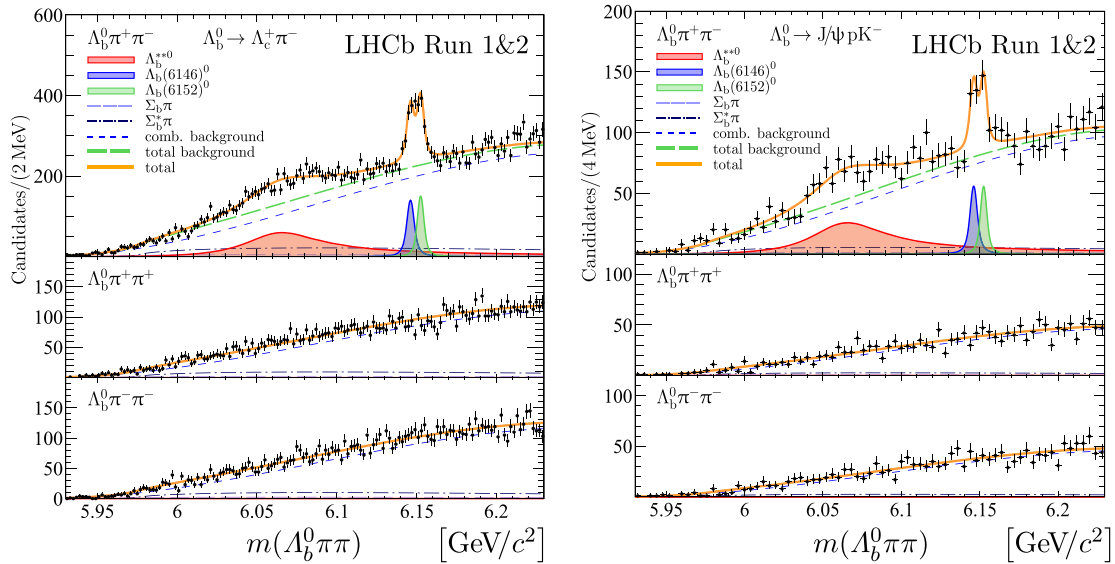 Λb0π+π− Λb0 → Λc+π−
LHCb Run 1&2
Λb**0
Λb(6146)0
Λb(6152)0
Σbπ
Σb*π
comb. background
total background
total
Candidates/(2 MeV)
600
400
200
Λb0π+π+
150
100
50
Λb0π−π−
150
100
50
0
5.95 6 6.05 6.1 6.15 6.2
m(Λb0ππ) [GeV/c2]
Λb0π+π− Λb0 → J/ψ pK−
LHCb Run 1&2
Λb**0
Λb(6146)0
Λb(6152)0
Σbπ
Σb*π
comb. background
total background
total
Candidates/(4 MeV)
200
150
100
50
Λb0π+π+
100
50
Λb0π−π−
100
50
0
5.95 6 6.05 6.1 6.15 6.2
m(Λb0ππ) [GeV/c2]